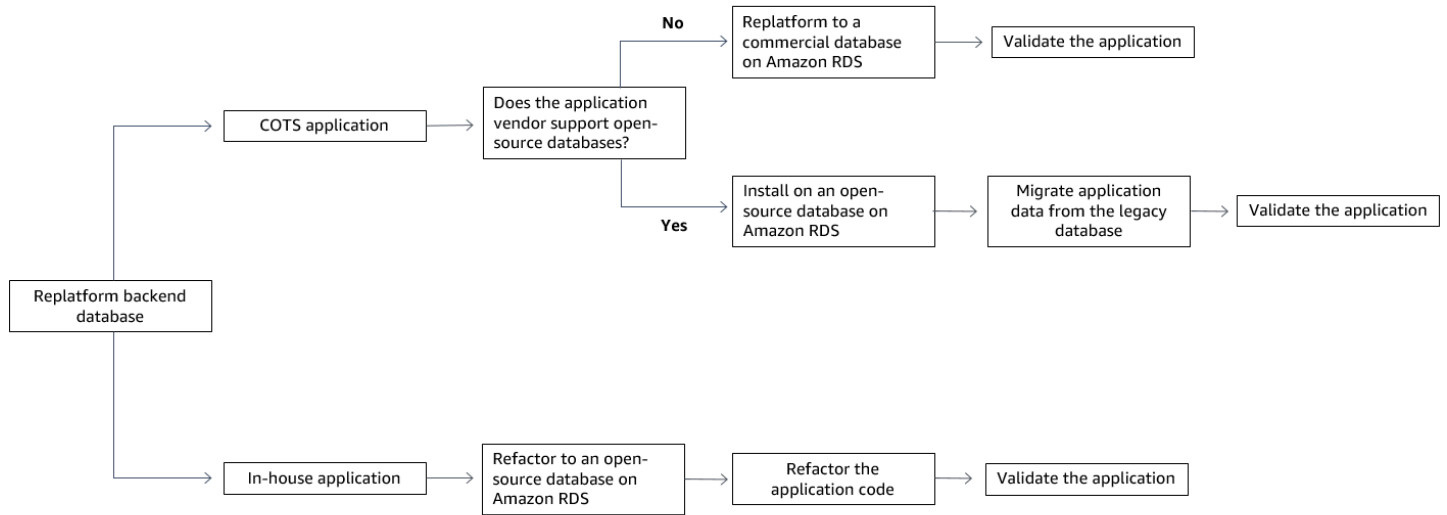 No
Replatform to a
commercial database
on Amazon RDS
Validate the application
COTS application
Does the application
vendor support open-
source databases?
Yes
Install on an open-
source database on
Amazon RDS
Migrate application
data from the legacy
database
Validate the application
Replatform backend
database
In-house application
Refactor to an open-
source database on
Amazon RDS
Refactor the
application code
Validate the application